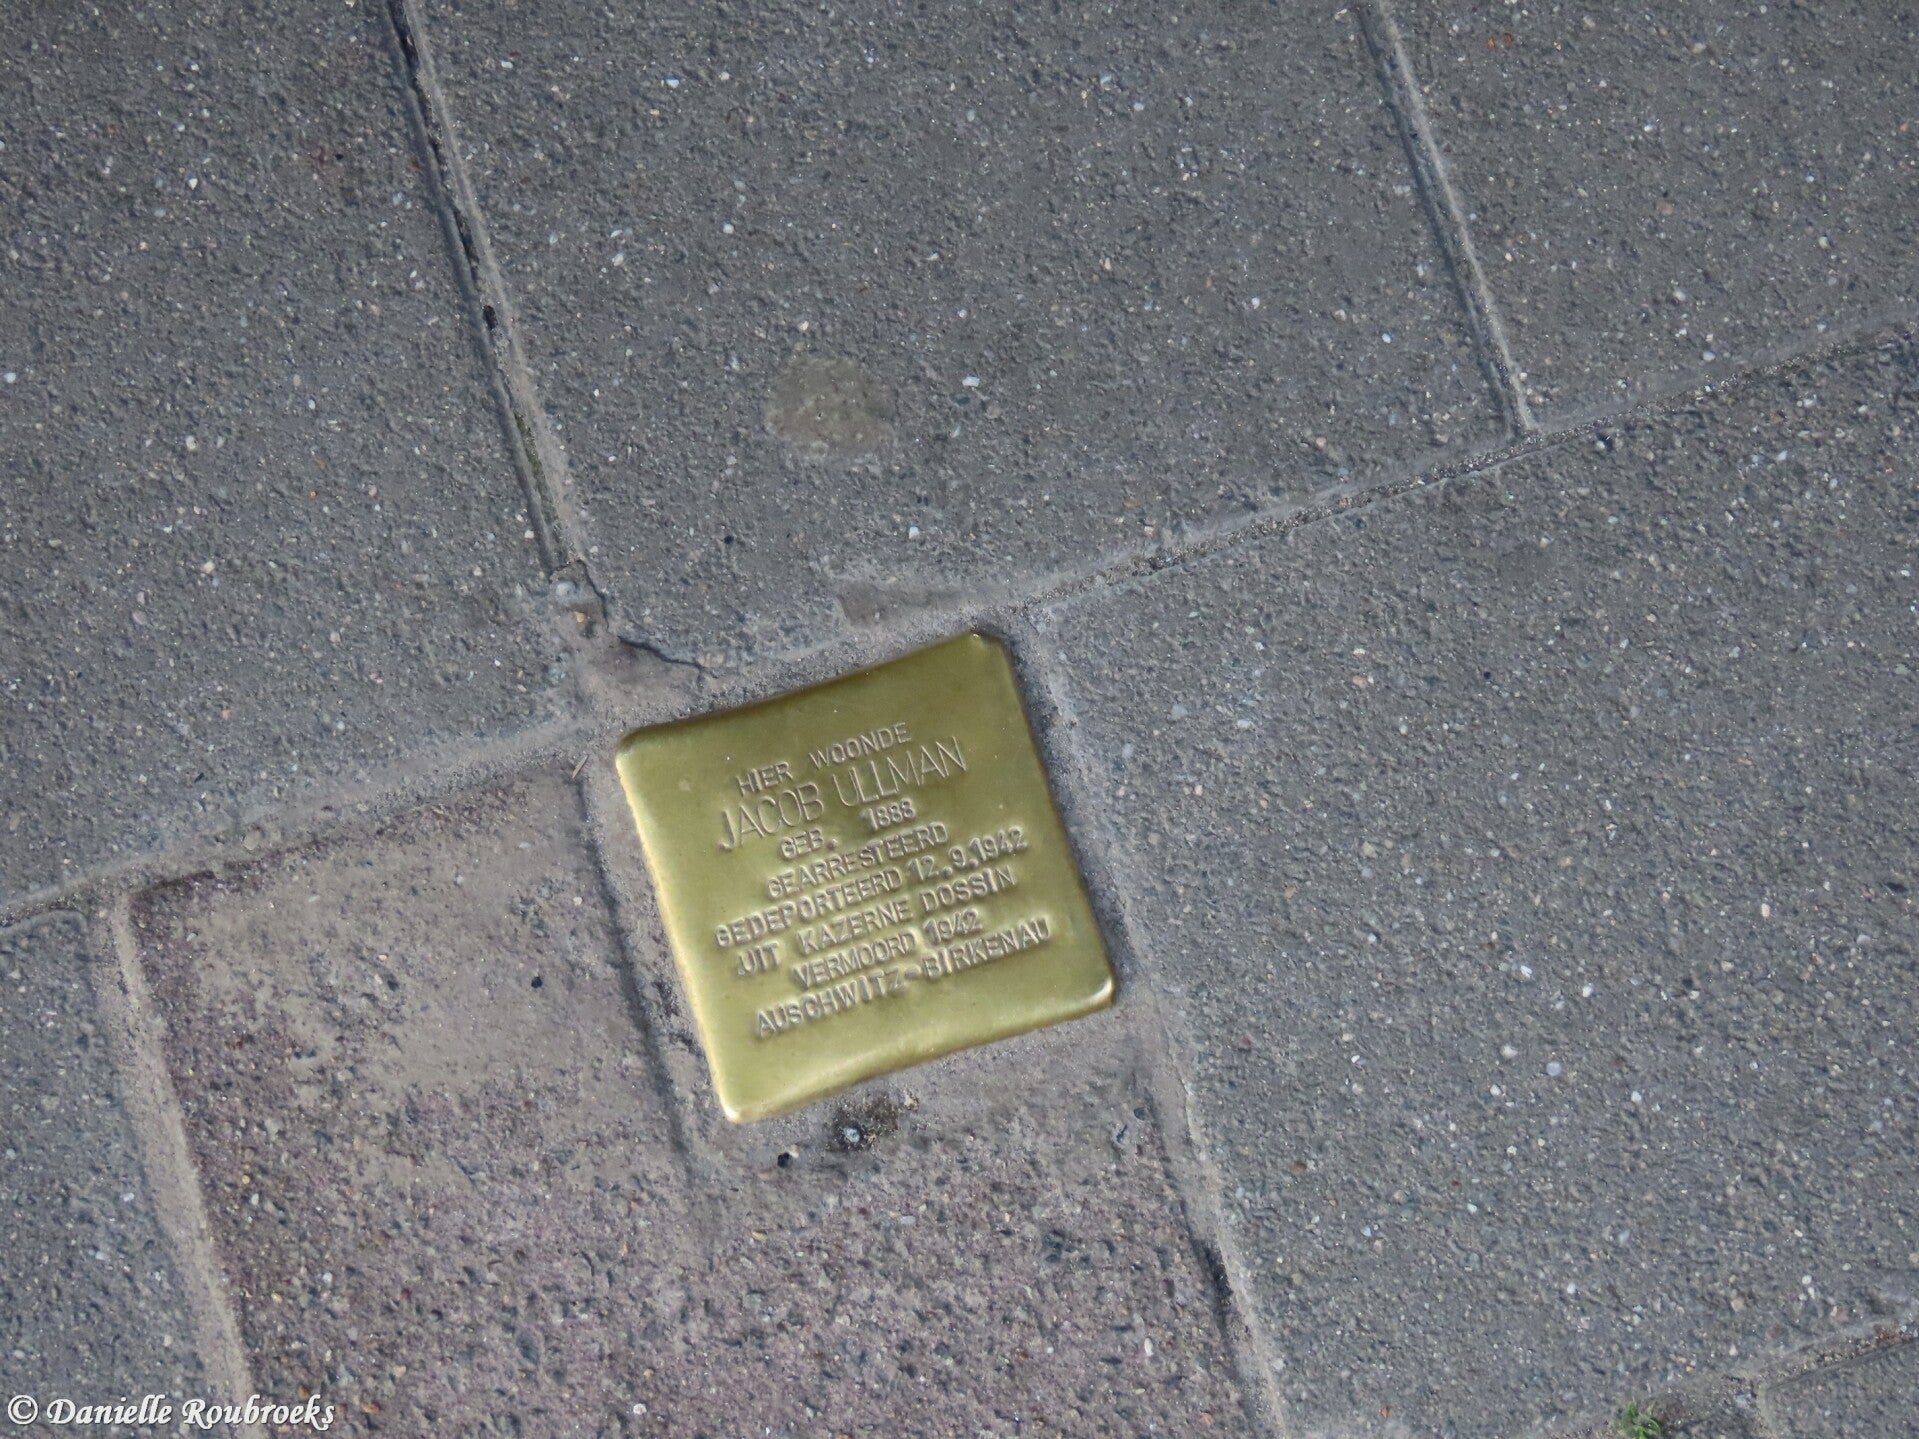 HIER WOONDE
JACOB ULLMAN
GEB. 1888
GEARRESTEERD
GEDEPORTEERD 12.9.1942
UIT KAZERNE DOSSIN
VERMOORD 1942
AUSCHWITZ-BIRKENAU
© Danielle Roubroeks